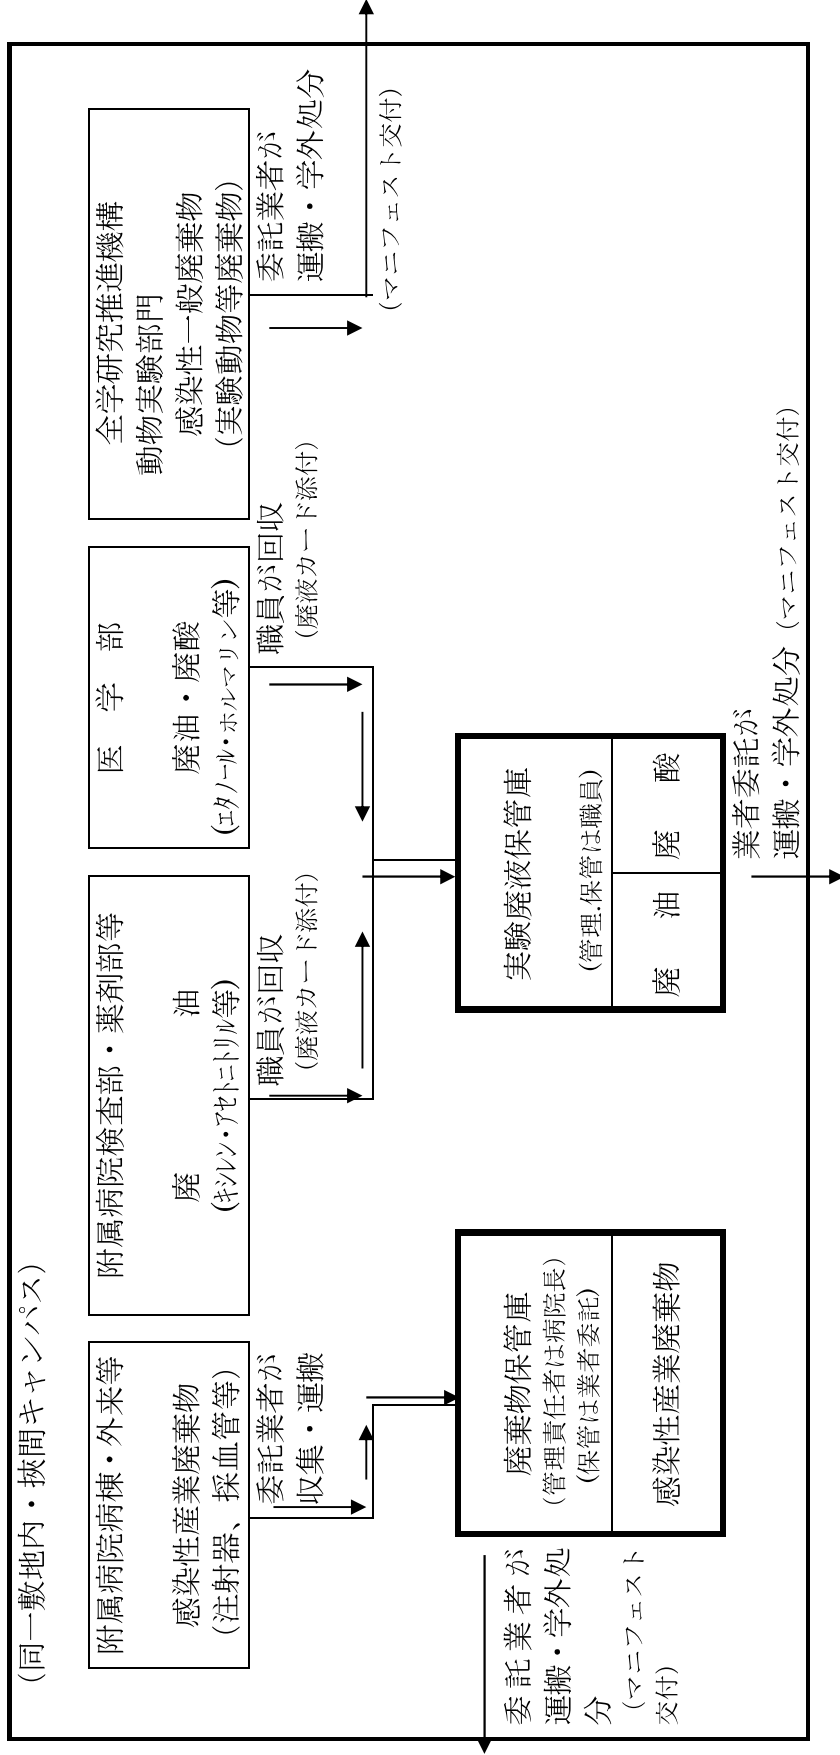 (同一敷地内・挾間キャンパス)
附属病院病棟・外来等
感染性産業廃棄物
(注射器、採血管等)
附属病院検査部・薬剤部等
廃　　　油
(キシレン・アセトニトリル等)
医　学　部
廃油・廃酸
(エタノール・ホルマリン等)
全学研究推進機構
動物実験部門
感染性一般廃棄物
(実験動物等廃棄物)
委託業者が
収集・運搬
職員が回収
(廃液カード添付)
職員が回収
(廃液カード添付)
委託業者が
運搬・学外処分
(マニフェスト交付)
廃棄物保管庫
(管理責任者は病院長)
(保管は業者委託)
感染性産業廃棄物
実験廃液保管庫
(管理.保管は職員)
廃　油
廃　酸
委託業者が
運搬・学外処
分
(マニフェスト
交付)
業者委託が
運搬・学外処分 (マニフェスト交付)